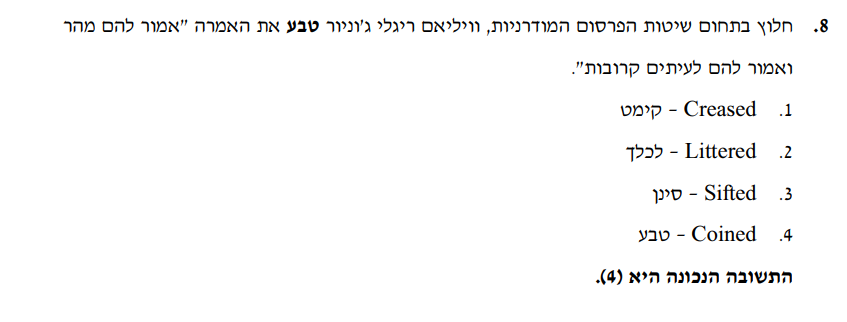 8. חלוץ בתחום שיטות הפרסום המודרניות, וויליאם ריגלי ג'וניור טבע את האמרה "אמור להם מהר
ואמור להם לעיתים קרובות".
1. Creased – קימט
2. Littered – לכלך
3. Sifted – סינן
4. Coined – טבע
התשובה הנכונה היא (4).